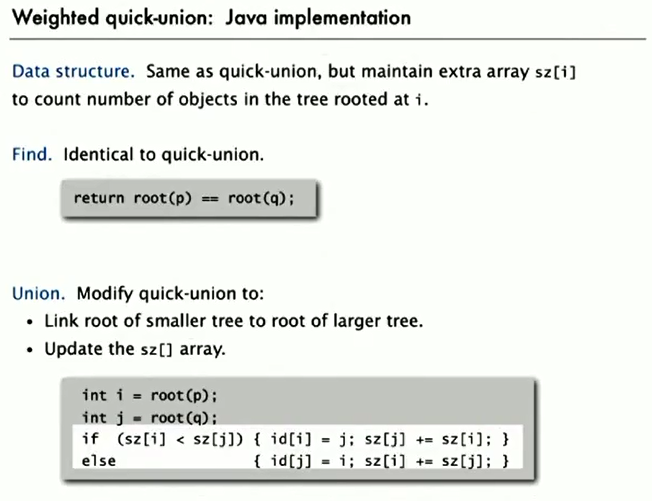 Weighted quick-union: Java implementation
Data structure. Same as quick-union, but maintain extra array sz[i]
to count number of objects in the tree rooted at i.
Find. Identical to quick-union.
return root(p) == root(q);
Union. Modify quick-union to:
• Link root of smaller tree to root of larger tree.
• Update the sz[] array.
int i = root(p);
int j = root(q);
if (sz[i] < sz[j]) { id[i] = j; sz[j] += sz[i]; }
else { id[j] = i; sz[i] += sz[j]; }